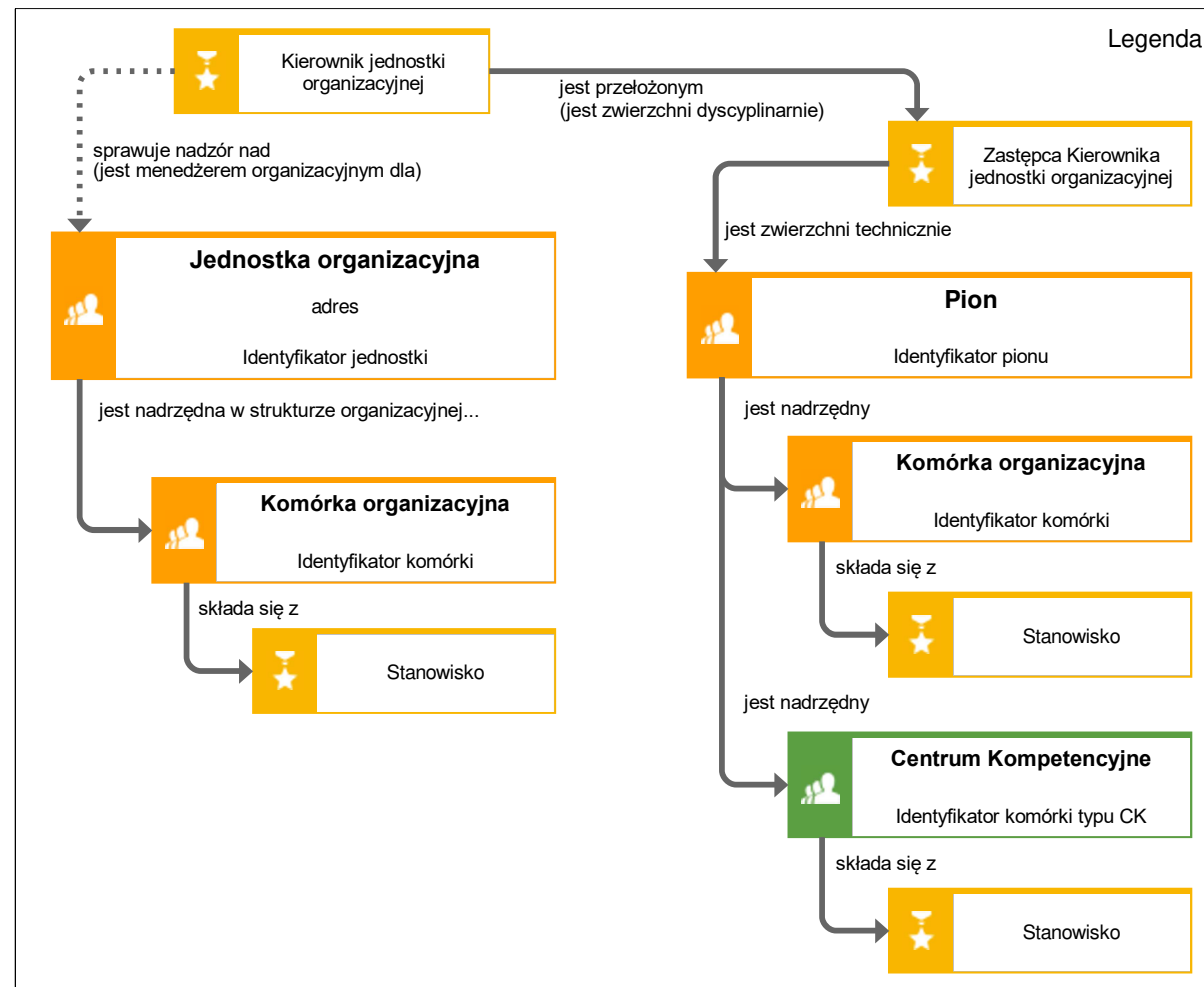 Legenda
Kierownik jednostki
organizacyjnej
jest przełożonym
(jest zwierzchni dyscyplinarnie)
sprawuje nadzór nad
(jest menedżerem organizacyjnym dla)
Zastępca Kierownika
jednostki organizacyjnej
jest zwierzchni technicznie
Jednostka organizacyjna
adres
Identyfikator jednostki
jest nadrzędna w strukturze organizacyjnej...
Komórka organizacyjna
Identyfikator komórki
składa się z
Stanowisko
Pion
Identyfikator pionu
jest nadrzędny
Komórka organizacyjna
Identyfikator komórki
składa się z
Stanowisko
jest nadrzędny
Centrum Kompetencyjne
Identyfikator komórki typu CK
składa się z
Stanowisko